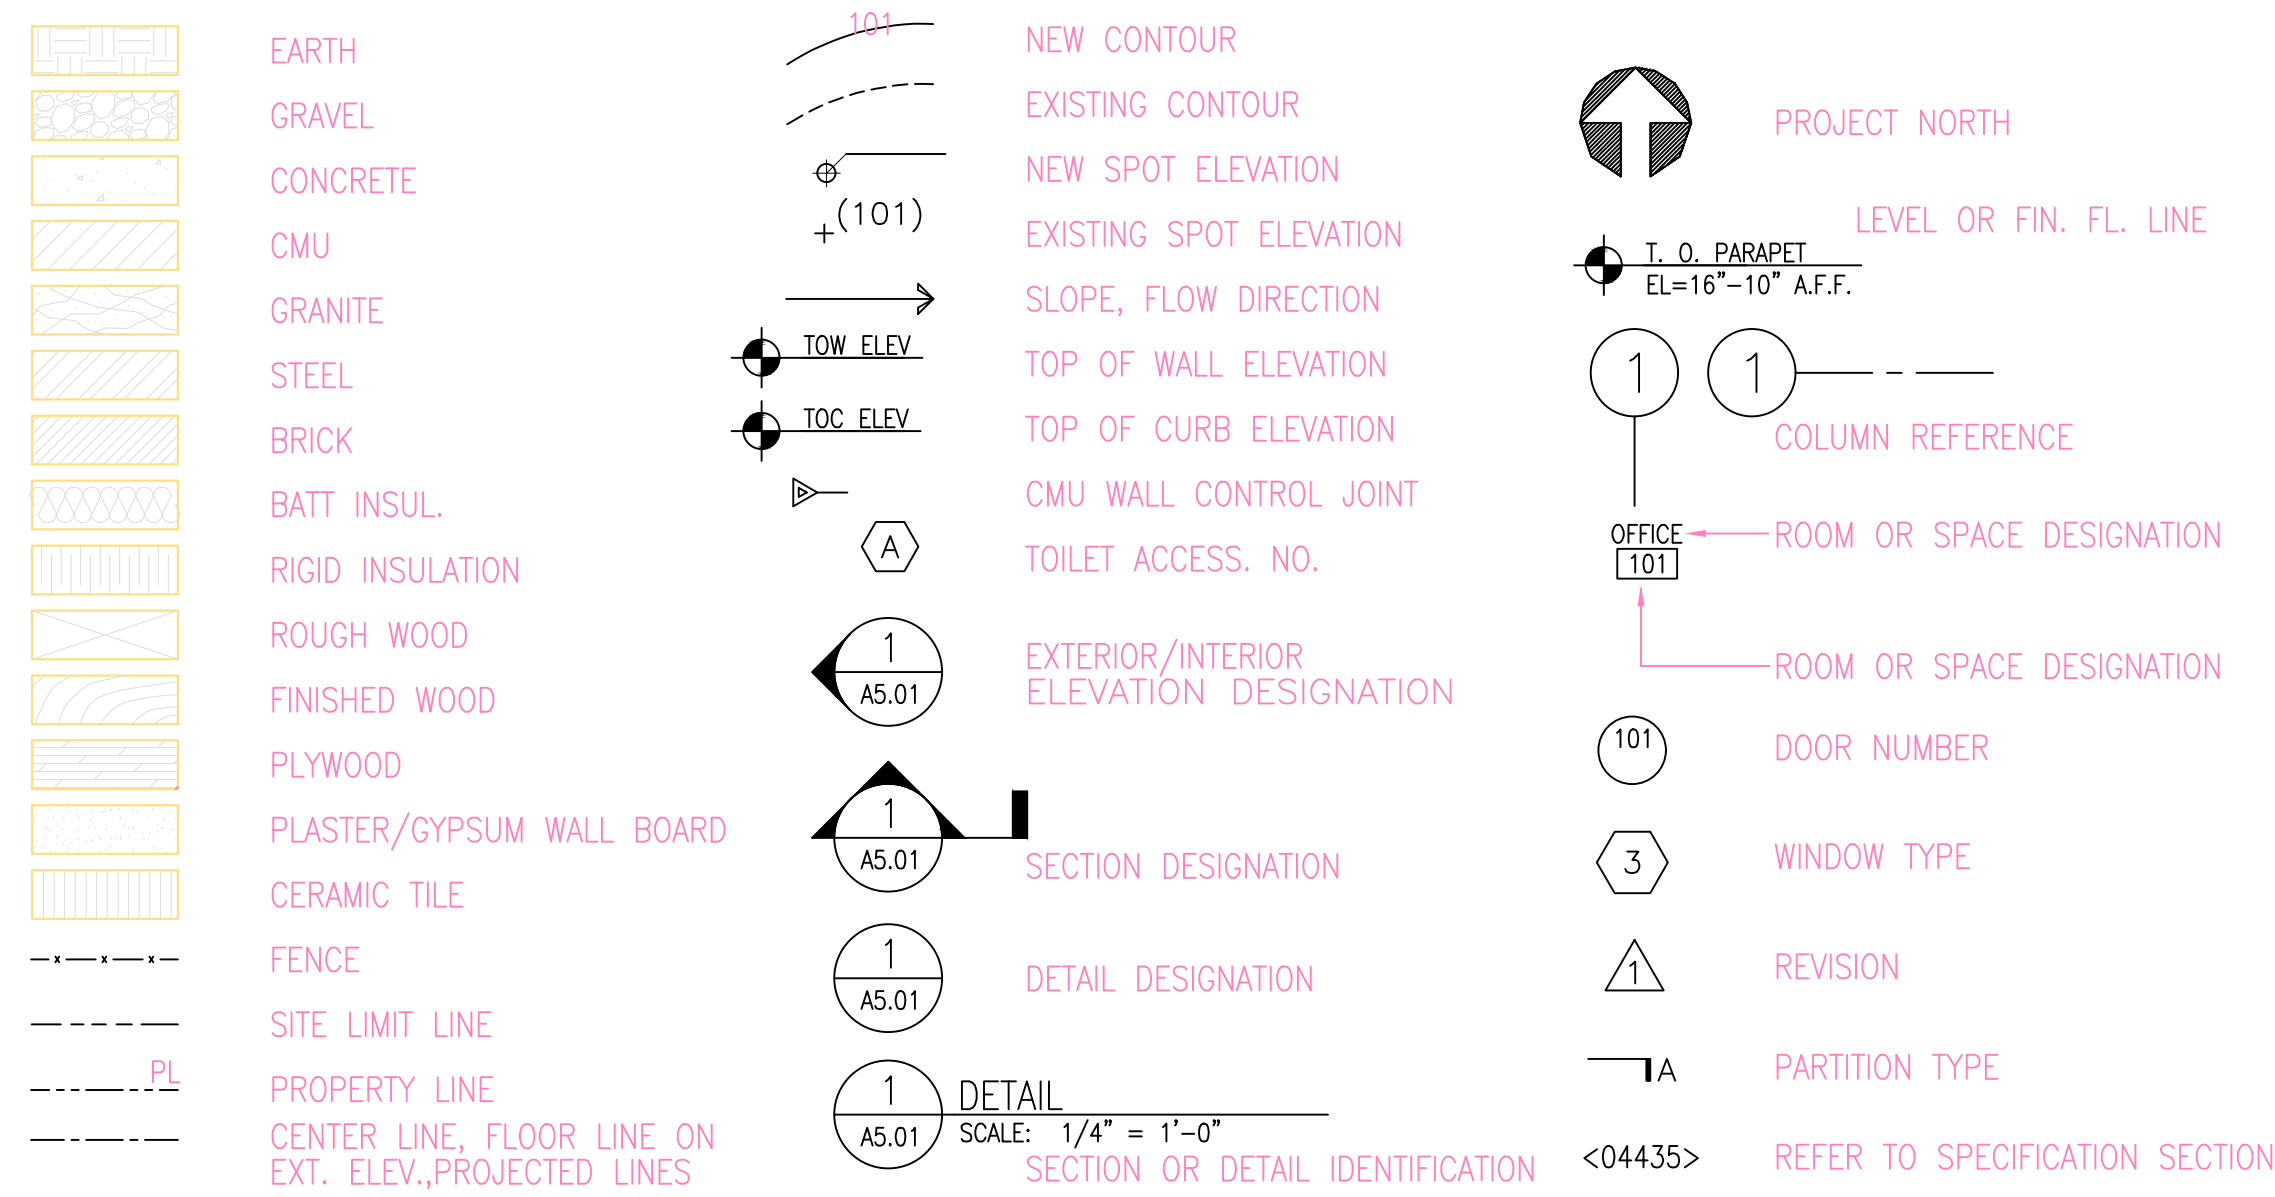 EARTH
GRAVEL
CONCRETE
CMU
GRANITE
STEEL
BRICK
BATT INSUL.
RIGID INSULATION
ROUGH WOOD
FINISHED WOOD
PLYWOOD
PLASTER/GYPSUM WALL BOARD
CERAMIC TILE
FENCE
SITE LIMIT LINE
PL
PROPERTY LINE
CENTER LINE, FLOOR LINE ON
EXT. ELEV.,PROJECTED LINES
101
NEW CONTOUR
EXISTING CONTOUR
NEW SPOT ELEVATION
(101)
EXISTING SPOT ELEVATION
SLOPE, FLOW DIRECTION
TOW ELEV
TOP OF WALL ELEVATION
TOC ELEV
TOP OF CURB ELEVATION
CMU WALL CONTROL JOINT
A
TOILET ACCESS. NO.
1
A5.01
EXTERIOR/INTERIOR
ELEVATION DESIGNATION
1
A5.01
SECTION DESIGNATION
1
A5.01
DETAIL DESIGNATION
1
A5.01
DETAIL
SCALE: 1/4" = 1'-0"
SECTION OR DETAIL IDENTIFICATION
PROJECT NORTH
LEVEL OR FIN. FL. LINE
T. O. PARAPET
EL=16"-10" A.F.F.
1
1
COLUMN REFERENCE
OFFICE
ROOM OR SPACE DESIGNATION
101
ROOM OR SPACE DESIGNATION
101
DOOR NUMBER
3
WINDOW TYPE
1
REVISION
A
PARTITION TYPE
<04435>
REFER TO SPECIFICATION SECTION